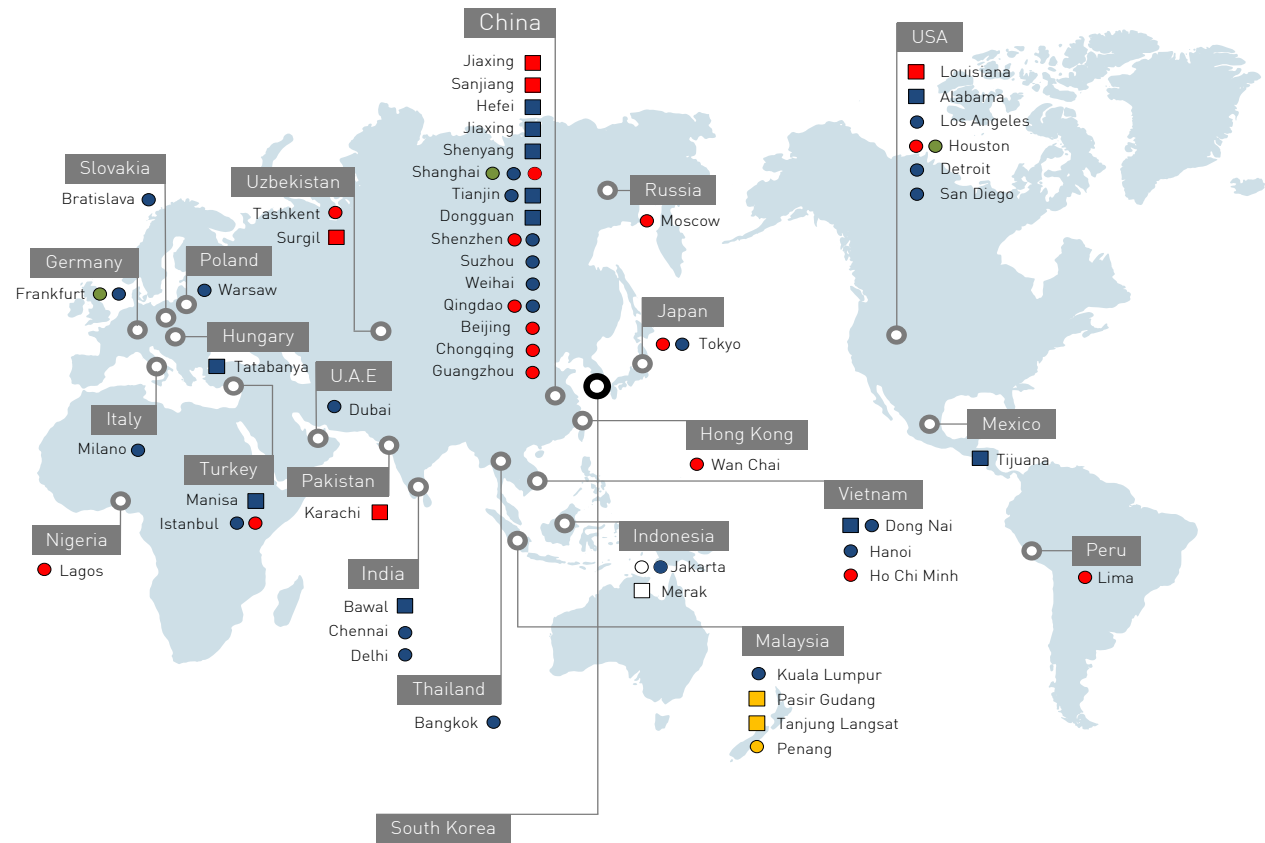 China
Jiaxing
Sanjiang
Hefei
Jiaxing
Shenyang
Shanghai
Tianjin
Dongguan
Shenzhen
Suzhou
Weihai
Qingdao
Beijing
Chongqing
Guangzhou
USA
Louisiana
Alabama
Los Angeles
Houston
Detroit
San Diego
Slovakia
Bratislava
Uzbekistan
Tashkent
Surgil
Russia
Moscow
Germany
Frankfurt
Poland
Warsaw
Hungary
Tatabanya
Japan
Tokyo
U.A.E
Dubai
Italy
Milano
Turkey
Manisa
Istanbul
Pakistan
Karachi
Hong Kong
Wan Chai
Mexico
Tijuana
Nigeria
Lagos
Vietnam
Dong Nai
Hanoi
Ho Chi Minh
Indonesia
Jakarta
Merak
Peru
Lima
India
Bawal
Chennai
Delhi
Malaysia
Kuala Lumpur
Pasir Gudang
Tanjung Langsat
Penang
Thailand
Bangkok
South Korea